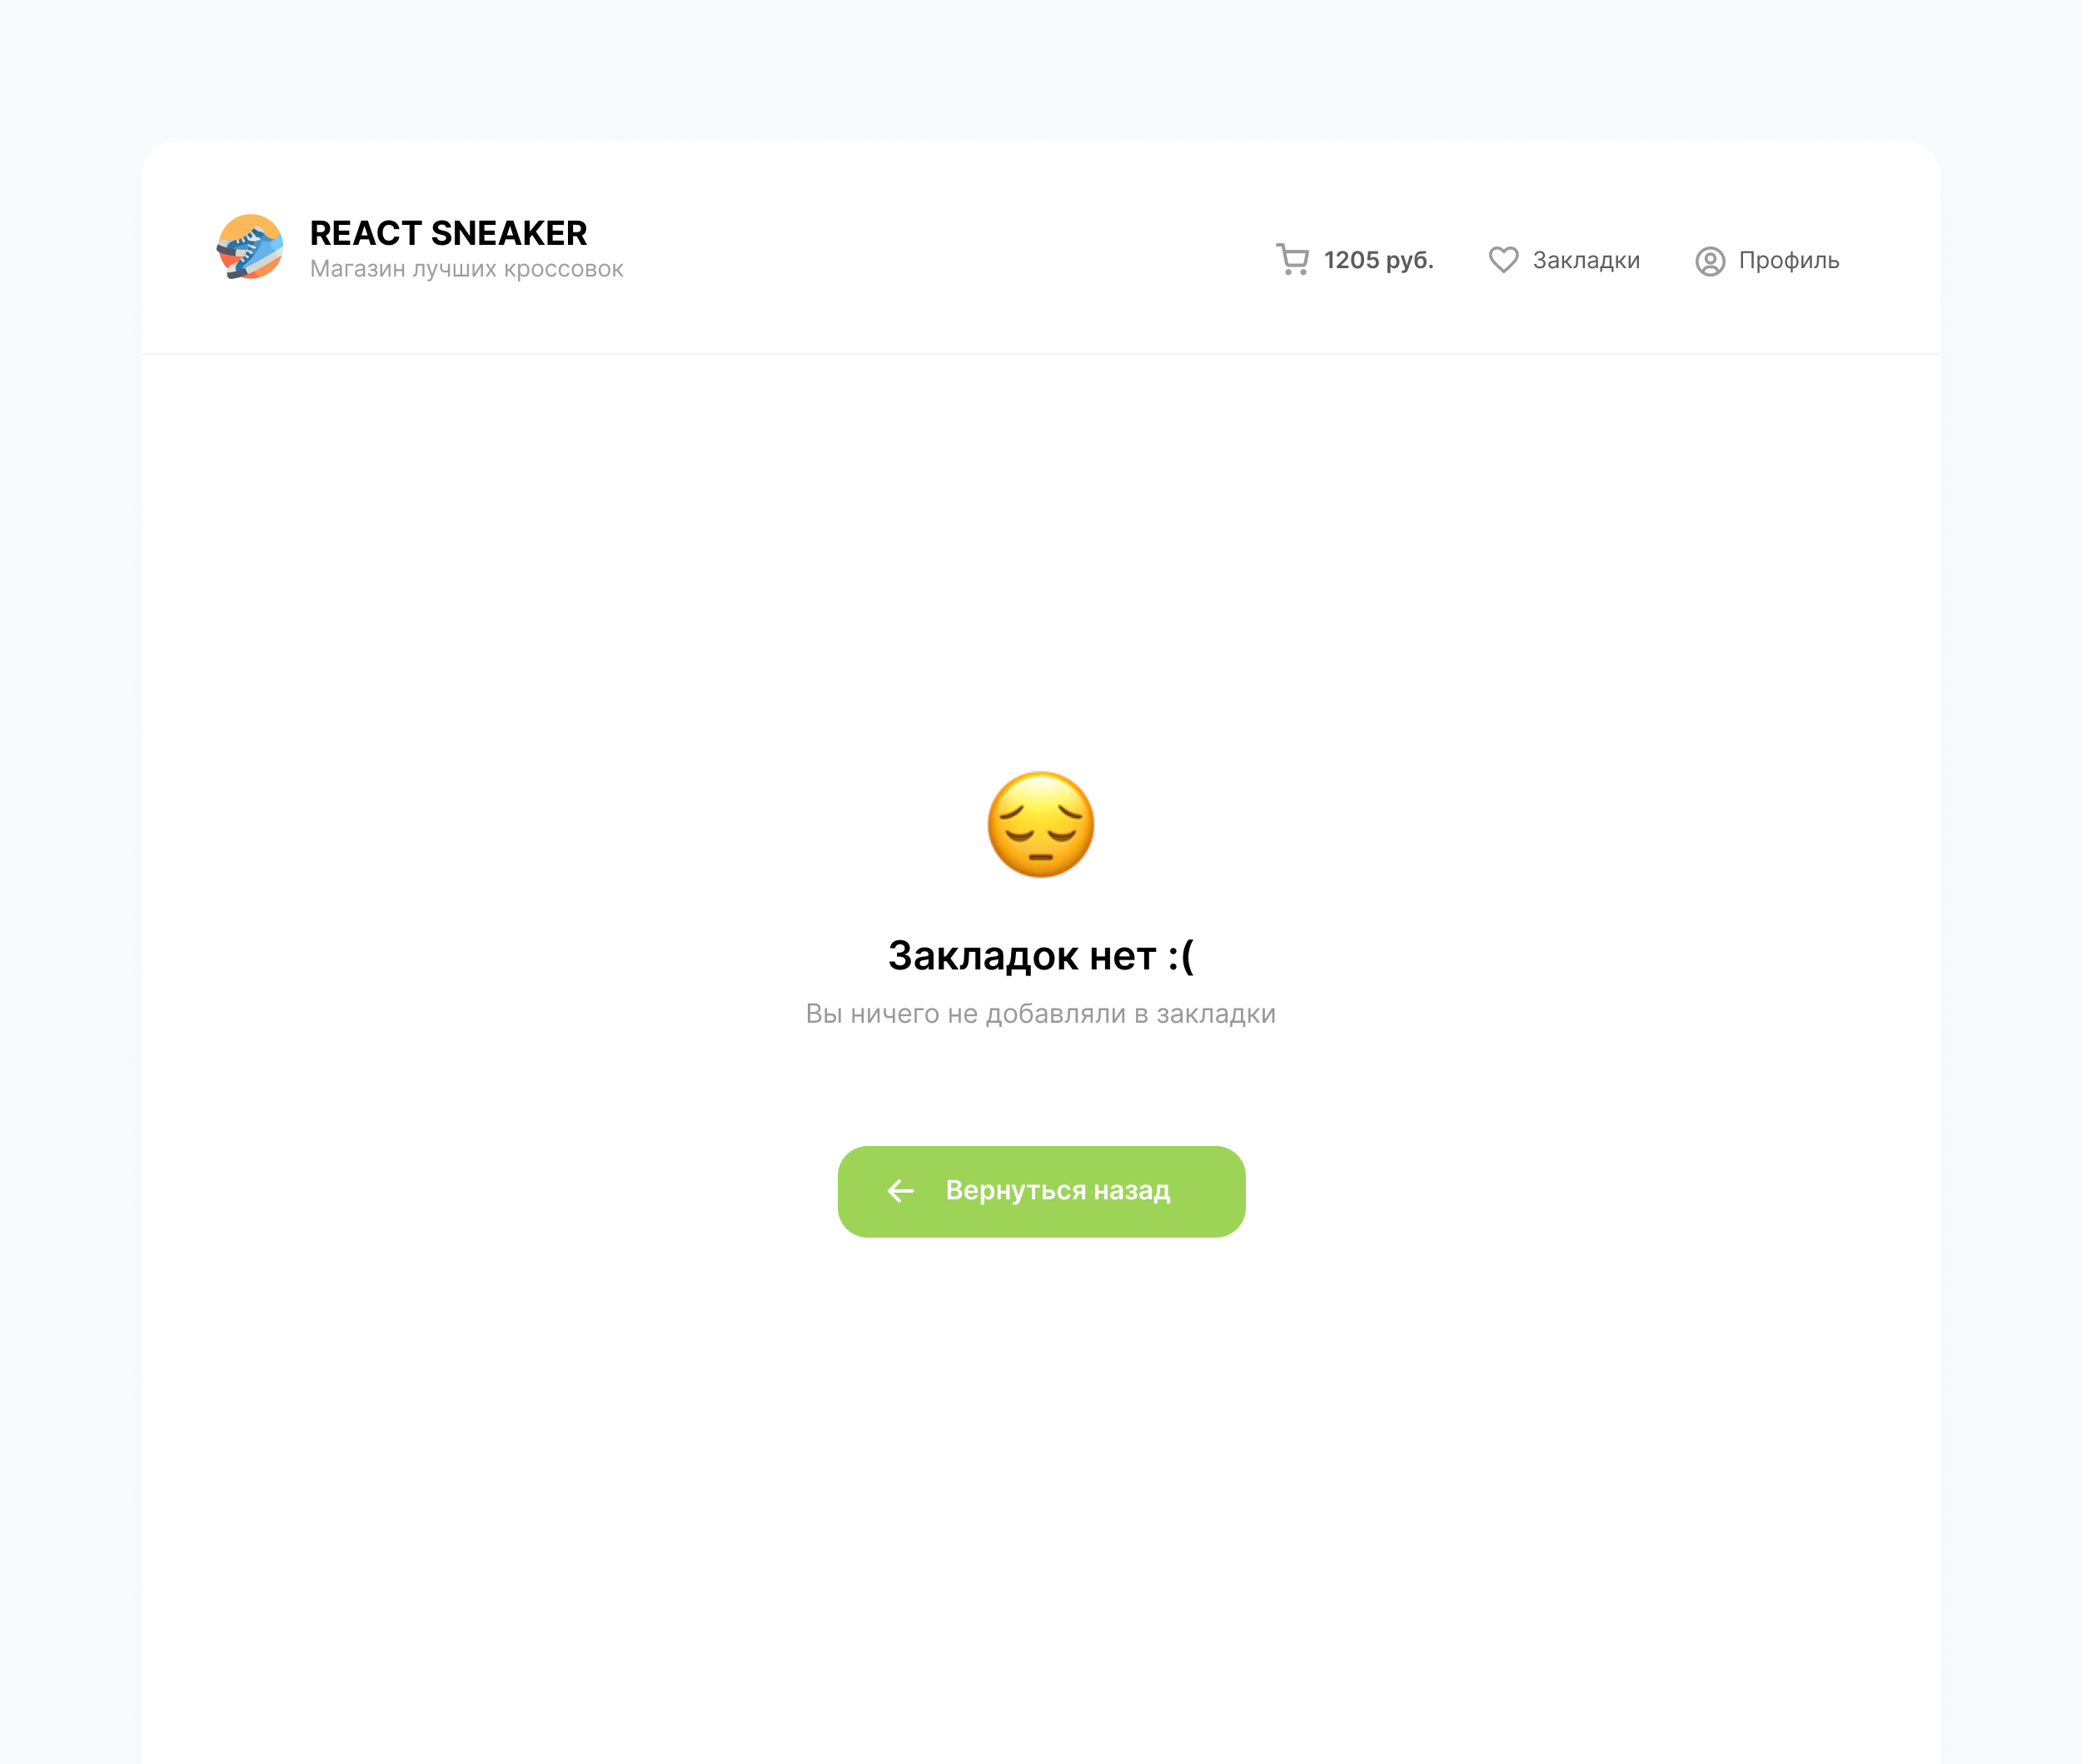 REACT SNEAKER
Магазин лучших кроссовок
1205 руб.
Закладки
Профиль
Закладок нет :(
Вы ничего не добавляли в закладки
Вернуться назад